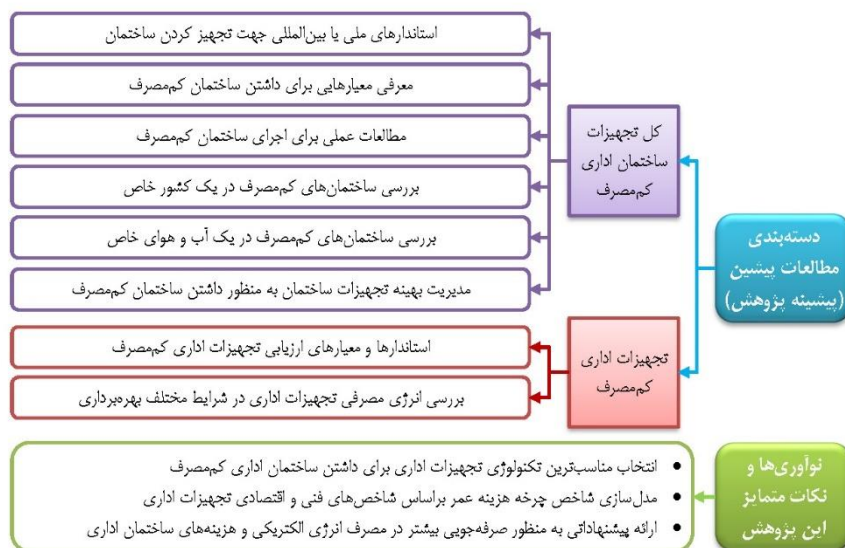 دسته‌بندی
مطالعات پیشین
(پیشینه پژوهش)
کل تجهیزات
ساختمان اداری
کم‌مصرف
استاندارهای ملی یا بین‌المللی جهت تجهیز کردن ساختمان
معرفی معیارهایی برای داشتن ساختمان کم‌مصرف
مطالعات عملی برای اجرای ساختمان کم‌مصرف
بررسی ساختمان‌های کم‌مصرف در یک کشور خاص
بررسی ساختمان‌های کم‌مصرف در یک آب و هوای خاص
مدیریت بهینه تجهیزات ساختمان به منظور داشتن ساختمان کم‌مصرف
تجهیزات اداری
کم‌مصرف
استاندارها و معیارهای ارزیابی تجهیزات اداری کم‌مصرف
بررسی انرژی مصرفی تجهیزات اداری در شرایط مختلف بهره‌برداری
نوآوری‌ها و
نکات متمایز
این پژوهش
• انتخاب مناسب‌ترین تکنولوژی تجهیزات اداری برای داشتن ساختمان اداری کم‌مصرف
• مدل‌سازی شاخص چرخه هزینه عمر براساس شاخص‌های فنی و اقتصادی تجهیزات اداری
• ارائه پیشنهاداتی به منظور صرفه‌جویی بیشتر در مصرف انرژی الکتریکی و هزینه‌های ساختمان اداری